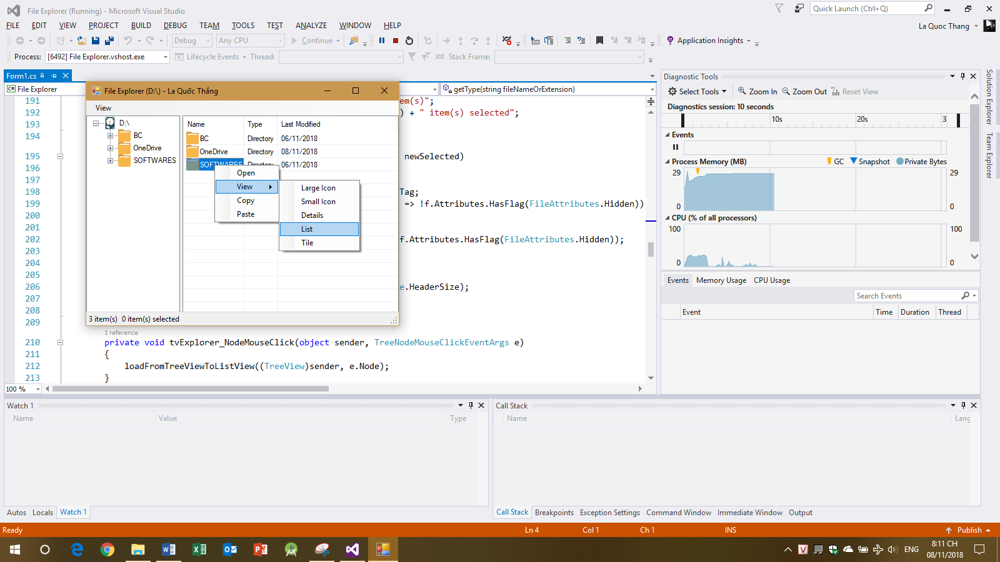 File Explorer (Running) - Microsoft Visual Studio
Quick Launch (Ctrl+Q)
FILE EDIT VIEW PROJECT BUILD DEBUG TEAM TOOLS TEST ANALYZE WINDOW HELP
La Quoc Thang
Debug Any CPU Continue Application Insights
Process: [6492] File Explorer.vshost.exe Lifecycle Events Thread: Stack Frame:
Form1.cs
C# File Explorer
getType(string fileNameOrExtension)
File Explorer (D:\) - La Quốc Thắng
View
D:\
BC
OneDrive
SOFTWARES
Name Type Last Modified
BC Directory 06/11/2018
OneDrive Directory 08/11/2018
SOFTWARES Directory 06/11/2018
Open
View
Copy
Paste
Large Icon
Small Icon
Details
List
Tile
3 item(s) 0 item(s) selected
191 em(s)";
192 ) + " item(s) selected";
193
194
195 newSelected)
196
197
198 Tag;
199 => !f.Attributes.HasFlag(FileAttributes.Hidden))
200
201
202 f.Attributes.HasFlag(FileAttributes.Hidden));
203
204
205
206 e.HeaderSize);
207
208
209
1 reference
210 private void tvExplorer_NodeMouseClick(object sender, TreeNodeMouseClickEventArgs e)
211 {
212 loadFromTreeViewToListView((TreeView)sender, e.Node);
213 }
100 %
Diagnostic Tools
Select Tools Zoom In Zoom Out Reset View
Diagnostics session: 10 seconds
10s 20s 3
Events
Process Memory (MB) GC Snapshot Private Bytes
29 29
0 0
CPU (% of all processors)
100 100
0 0
Events Memory Usage CPU Usage
Search Events
Event Time Duration Thread
Solution Explorer
Team Explorer
Watch 1
Name Value Type
Autos Locals Watch 1
Call Stack
Name Lang
Call Stack Breakpoints Exception Settings Command Window Immediate Window Output
Ready Ln 4 Col 1 Ch 1 INS Publish
ENG
8:11 CH
08/11/2018